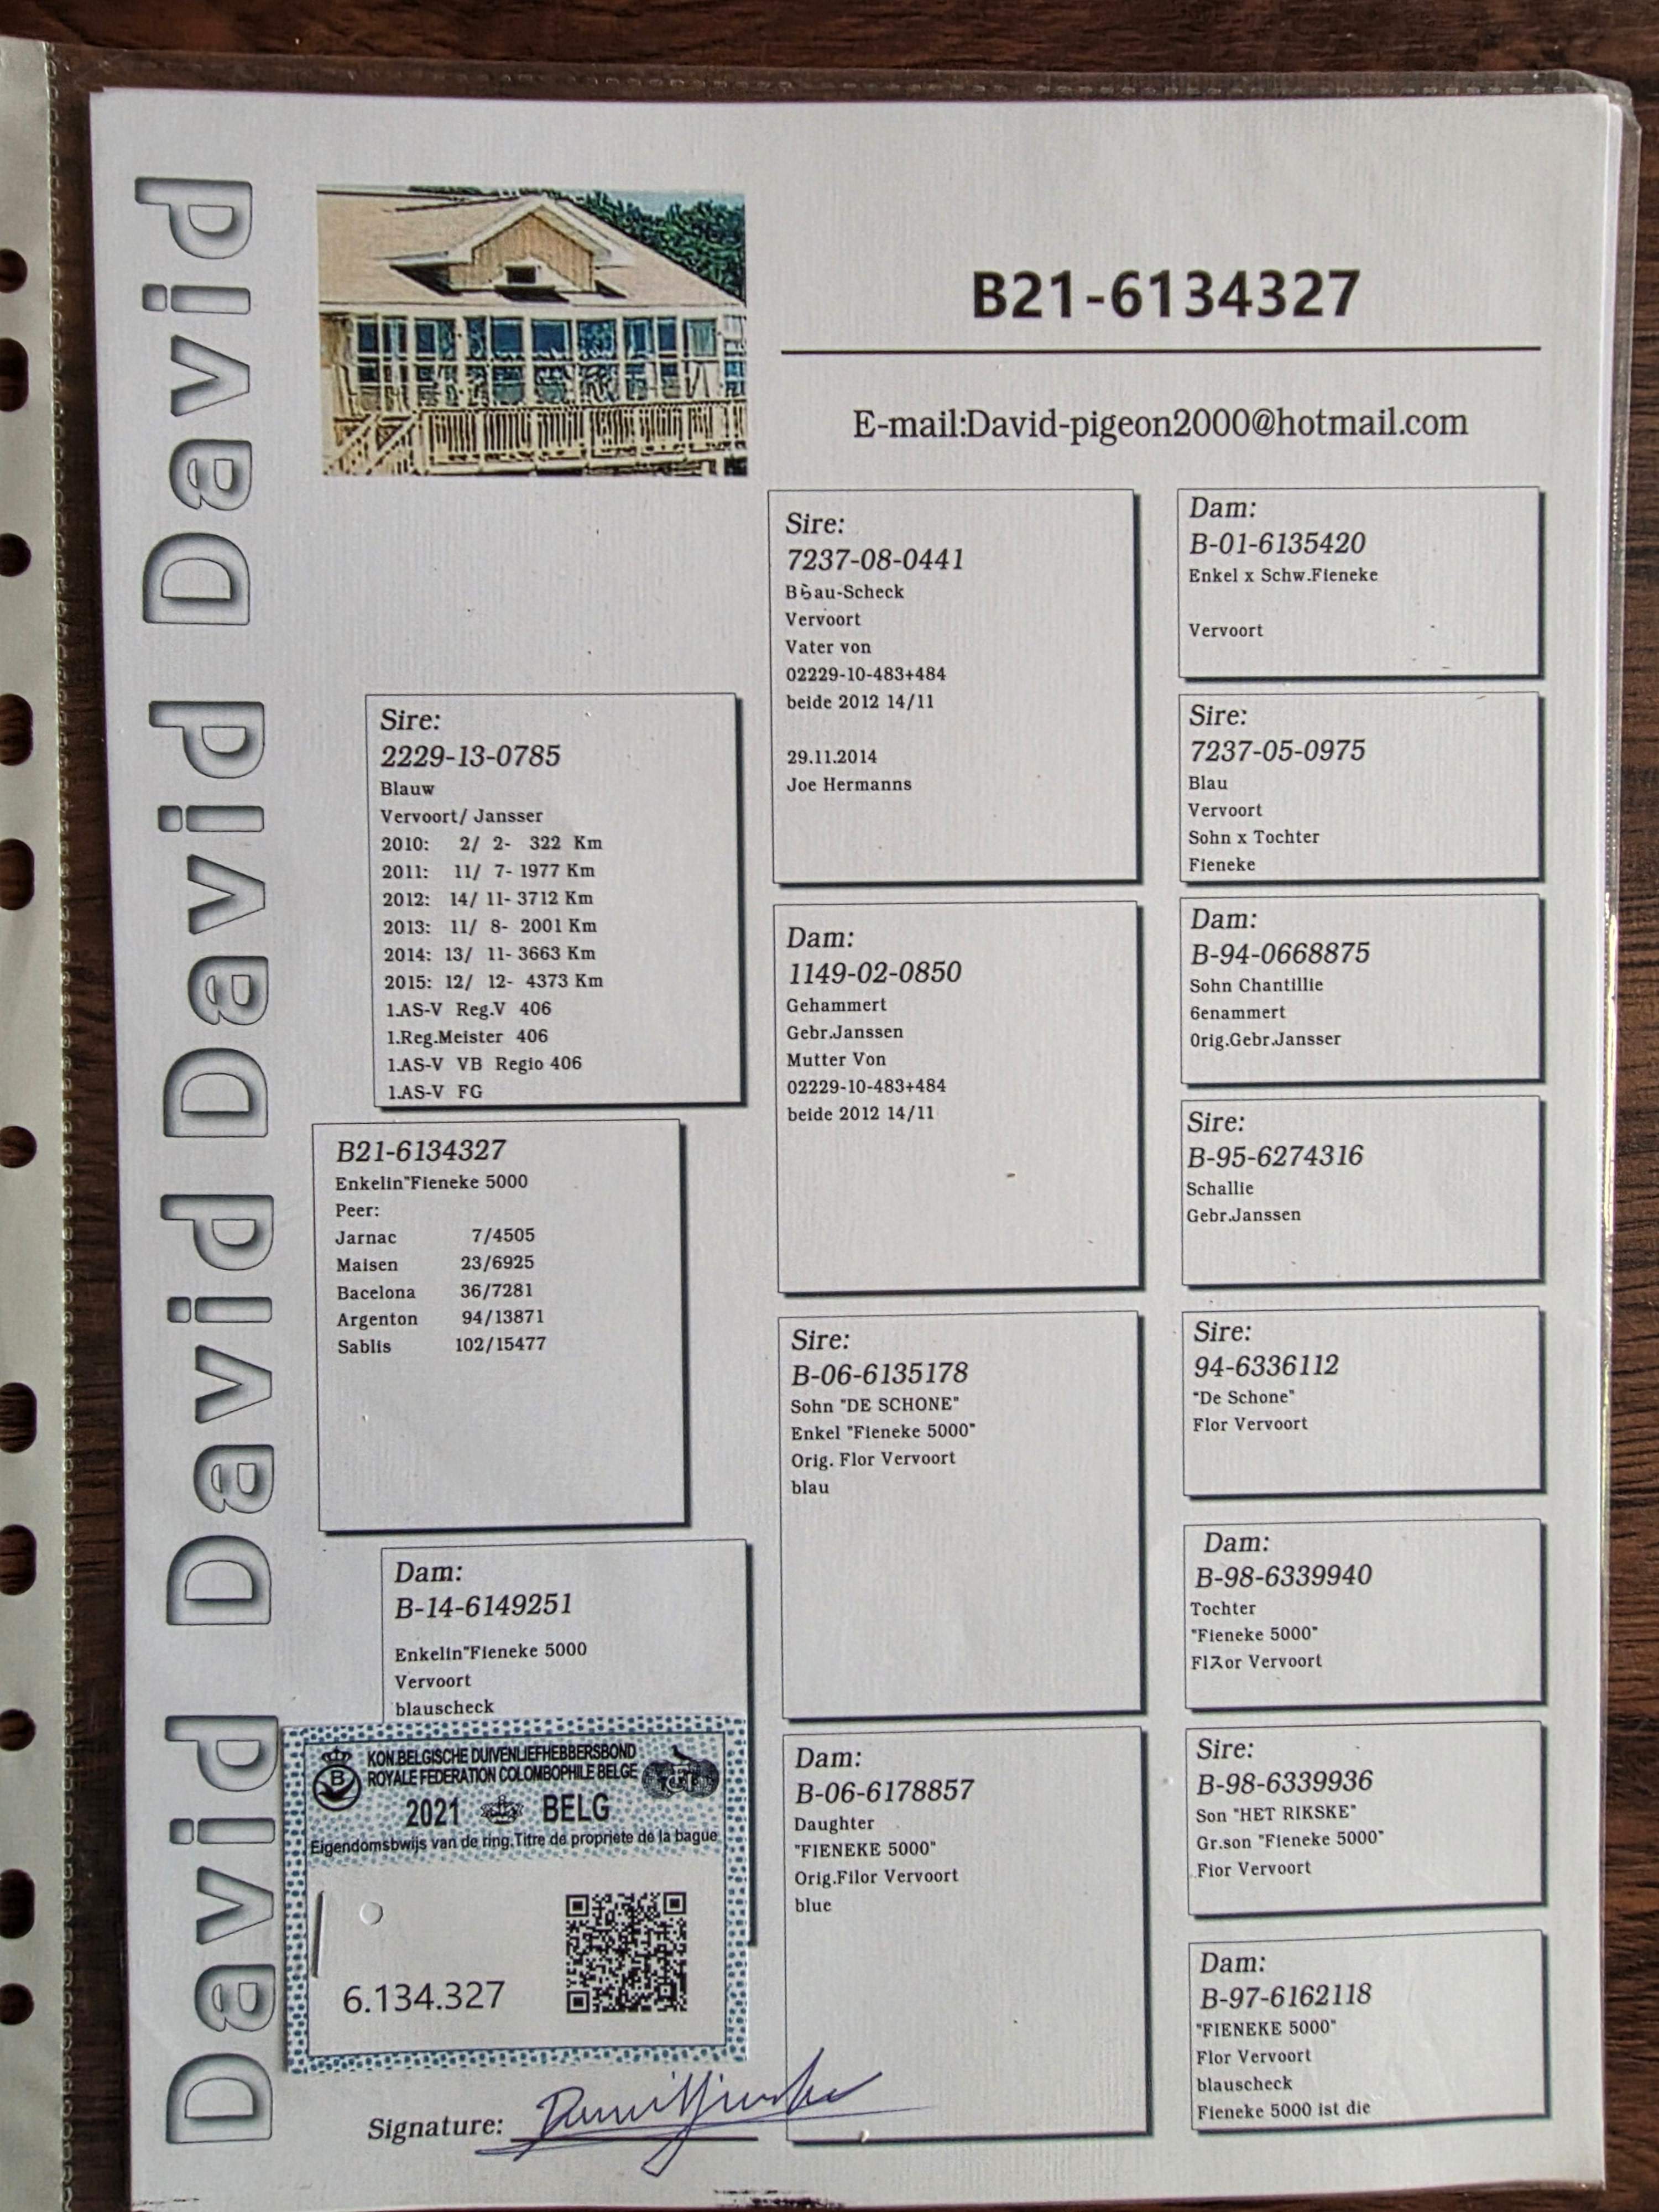 David David David David
B21-6134327
E-mail:David-pigeon2000@hotmail.com
Sire:
2229-13-0785
Blauw
Vervoort/ Jansser
2010: 2/ 2- 322 Km
2011: 11/ 7- 1977 Km
2012: 14/ 11- 3712 Km
2013: 11/ 8- 2001 Km
2014: 13/ 11- 3663 Km
2015: 12/ 12- 4373 Km
1.AS-V Reg.V 406
1.Reg.Meister 406
1.AS-V VB Regio 406
1.AS-V FG
B21-6134327
Enkelin"Fieneke 5000
Peer:
Jarnac 7/4505
Maisen 23/6925
Bacelona 36/7281
Argenton 94/13871
Sablis 102/15477
Dam:
B-14-6149251
Enkelin"Fieneke 5000
Vervoort
blauscheck
KON.BELGISCHE DUIVENLIEFHEBBERSBOND
ROYALE FEDERATION COLOMBOPHILE BELGE
B
2021 BELG
Eigendomsbwijs van de ring.Titre de propriete de la bague
6.134.327
Signature:
Sire:
7237-08-0441
Vervoort
Vater von
02229-10-483+484
beide 2012 14/11
29.11.2014
Joe Hermanns
Dam:
1149-02-0850
Gehammert
Gebr.Janssen
Mutter Von
02229-10-483+484
beide 2012 14/11
Sire:
B-06-6135178
Sohn "DE SCHONE"
Enkel "Fieneke 5000"
Orig. Flor Vervoort
blau
Dam:
B-06-6178857
Daughter
"FIENEKE 5000"
Orig.Filor Vervoort
blue
Dam:
B-01-6135420
Enkel x Schw.Fieneke
Vervoort
Sire:
7237-05-0975
Blau
Vervoort
Sohn x Tochter
Fieneke
Dam:
B-94-0668875
Sohn Chantillie
6enammert
0rig.Gebr.Jansser
Sire:
B-95-6274316
Schallie
Gebr.Janssen
Sire:
94-6336112
"De Schone"
Flor Vervoort
Dam:
B-98-6339940
Tochter
"Fieneke 5000"
Vervoort
Sire:
B-98-6339936
Son "HET RIKSKE"
Gr.son "Fieneke 5000"
Fior Vervoort
Dam:
B-97-6162118
"FIENEKE 5000"
Flor Vervoort
blauscheck
Fieneke 5000 ist die